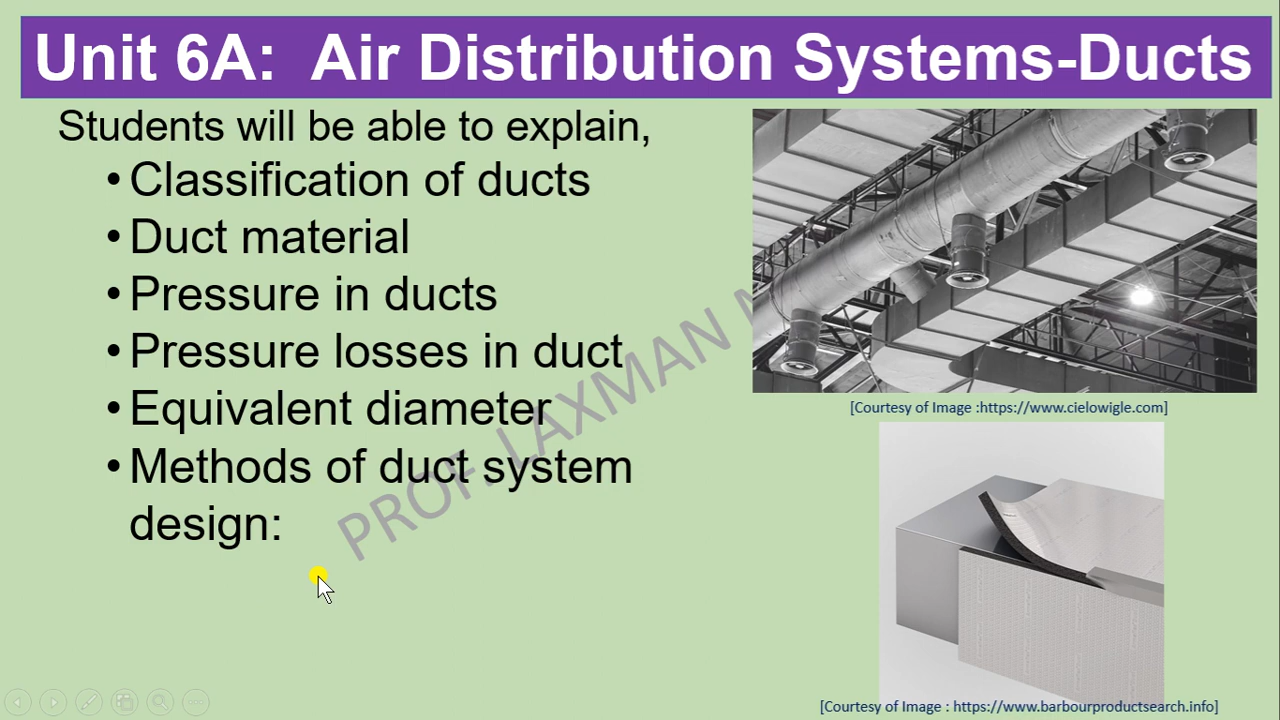 Unit 6A: Air Distribution Systems-Ducts
Students will be able to explain,
• Classification of ducts
• Duct material
• Pressure in ducts
• Pressure losses in duct
• Equivalent diameter
• Methods of duct system
design:
PROF. LAXMAN
[Courtesy of Image :https://www.cielowigle.com]
[Courtesy of Image : https://www.barbourproductsearch.info]